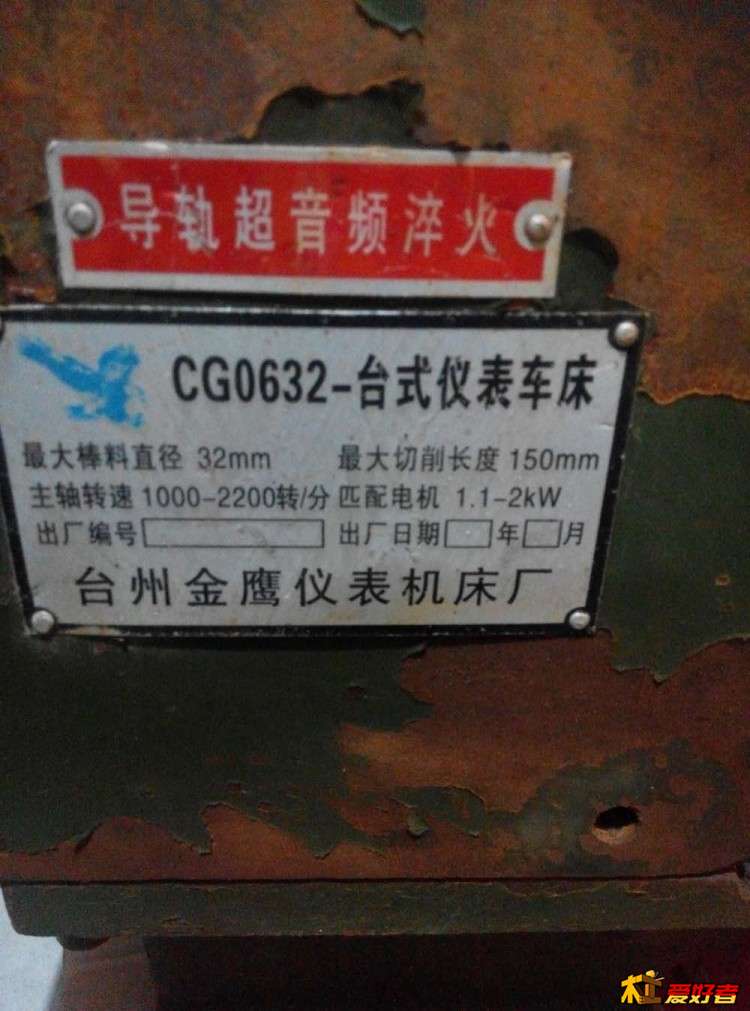 导轨超音频淬火
CG0632-台式仪表车床
最大棒料直径 32mm 最大切削长度 150mm
主轴转速 1000-2200转/分 匹配电机 1.1-2kW
出厂编号 出厂日期 年 月
台州金鹰仪表机床厂
爱好者